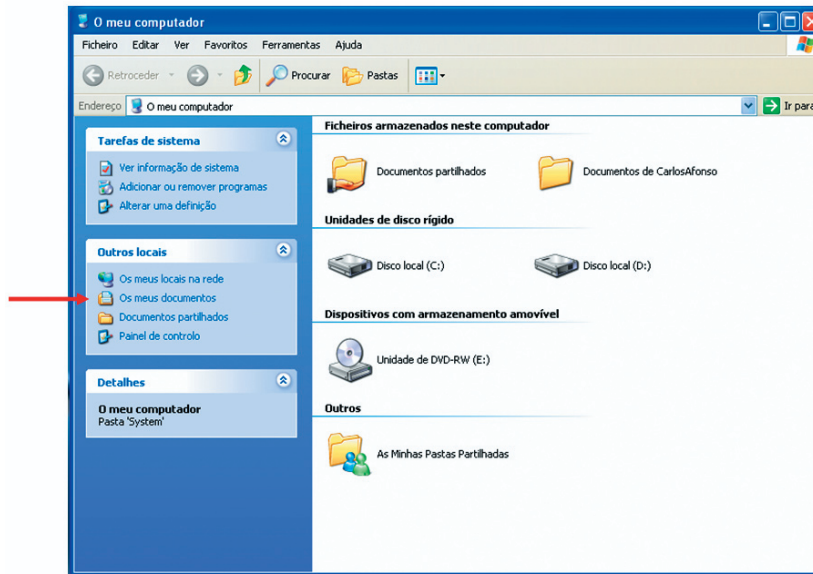 O meu computador
Ficheiro Editar Ver Favoritos Ferramentas Ajuda
Retroceder Procurar Pastas
Endereço O meu computador Ir para
Tarefas de sistema
Ver informação de sistema
Adicionar ou remover programas
Alterar uma definição
Outros locais
Os meus locais na rede
Os meus documentos
Documentos partilhados
Painel de controlo
Detalhes
O meu computador
Pasta 'System'
Ficheiros armazenados neste computador
Documentos partilhados
Documentos de CarlosAfonso
Unidades de disco rígido
Disco local (C:)
Disco local (D:)
Dispositivos com armazenamento amovível
Unidade de DVD-RW (E:)
Outros
As Minhas Pastas Partilhadas